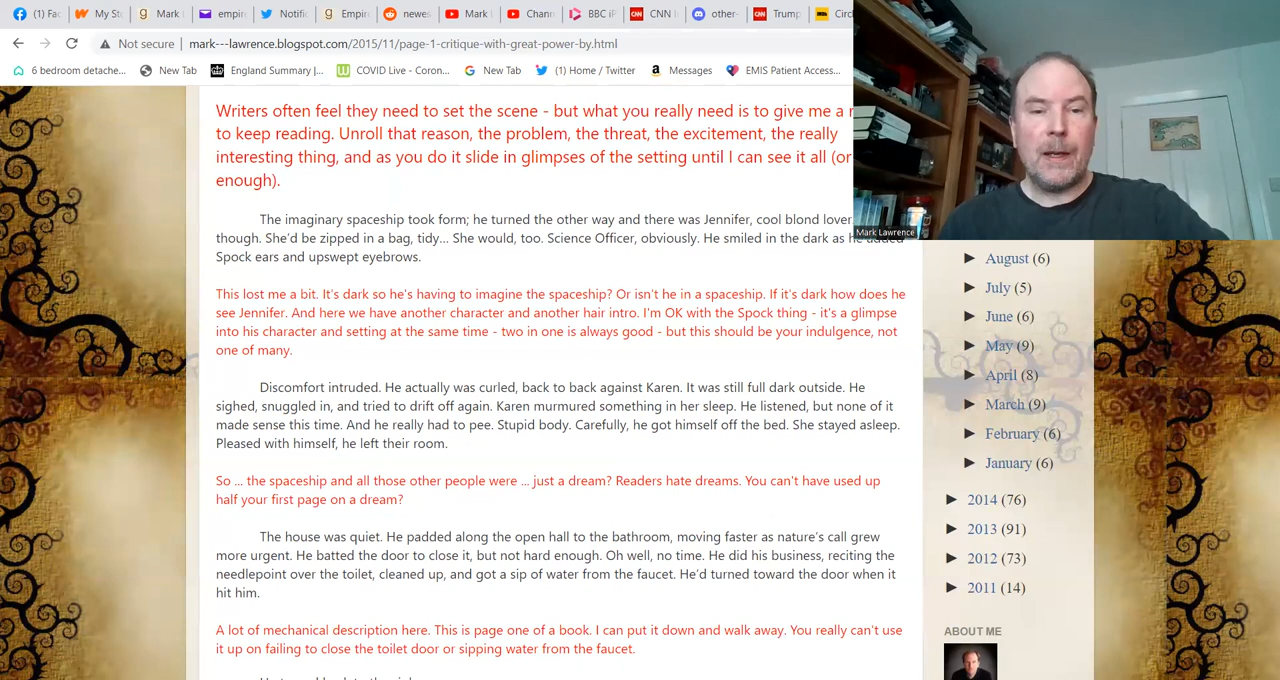 (1) Fac
My Sto
Mark
empir
Notific
Empire
newes
Mark L
Chann
BBC iP
CNN
other-
Trump
Circl
Not secure | mark---lawrence.blogspot.com/2015/11/page-1-critique-with-great-power-by.html
6 bedroom detache... New Tab England Summary |... COVID Live - Coron... New Tab (1) Home / Twitter Messages EMIS Patient Access...
Writers often feel they need to set the scene - but what you really need is to give me a
to keep reading. Unroll that reason, the problem, the threat, the excitement, the really
interesting thing, and as you do it slide in glimpses of the setting until I can see it all (or
enough).
The imaginary spaceship took form; he turned the other way and there was Jennifer, cool blond lover
though. She'd be zipped in a bag, tidy... She would, too. Science Officer, obviously. He smiled in the dark as he added
Spock ears and upswept eyebrows.
This lost me a bit. It's dark so he's having to imagine the spaceship? Or isn't he in a spaceship. If it's dark how does he
see Jennifer. And here we have another character and another hair intro. I'm OK with the Spock thing - it's a glimpse
into his character and setting at the same time - two in one is always good - but this should be your indulgence, not
one of many.
Discomfort intruded. He actually was curled, back to back against Karen. It was still full dark outside. He
sighed, snuggled in, and tried to drift off again. Karen murmured something in her sleep. He listened, but none of it
made sense this time. And he really had to pee. Stupid body. Carefully, he got himself off the bed. She stayed asleep.
Pleased with himself, he left their room.
So ... the spaceship and all those other people were ... just a dream? Readers hate dreams. You can't have used up
half your first page on a dream?
The house was quiet. He padded along the open hall to the bathroom, moving faster as nature's call grew
more urgent. He batted the door to close it, but not hard enough. Oh well, no time. He did his business, reciting the
needlepoint over the toilet, cleaned up, and got a sip of water from the faucet. He'd turned toward the door when it
hit him.
A lot of mechanical description here. This is page one of a book. I can put it down and walk away. You really can't use
it up on failing to close the toilet door or sipping water from the faucet.
Mark Lawrence
► August (6)
► July (5)
► June (6)
► May (9)
► April (8)
► March (9)
► February (6)
► January (6)
► 2014 (76)
► 2013 (91)
► 2012 (73)
► 2011 (14)
ABOUT ME